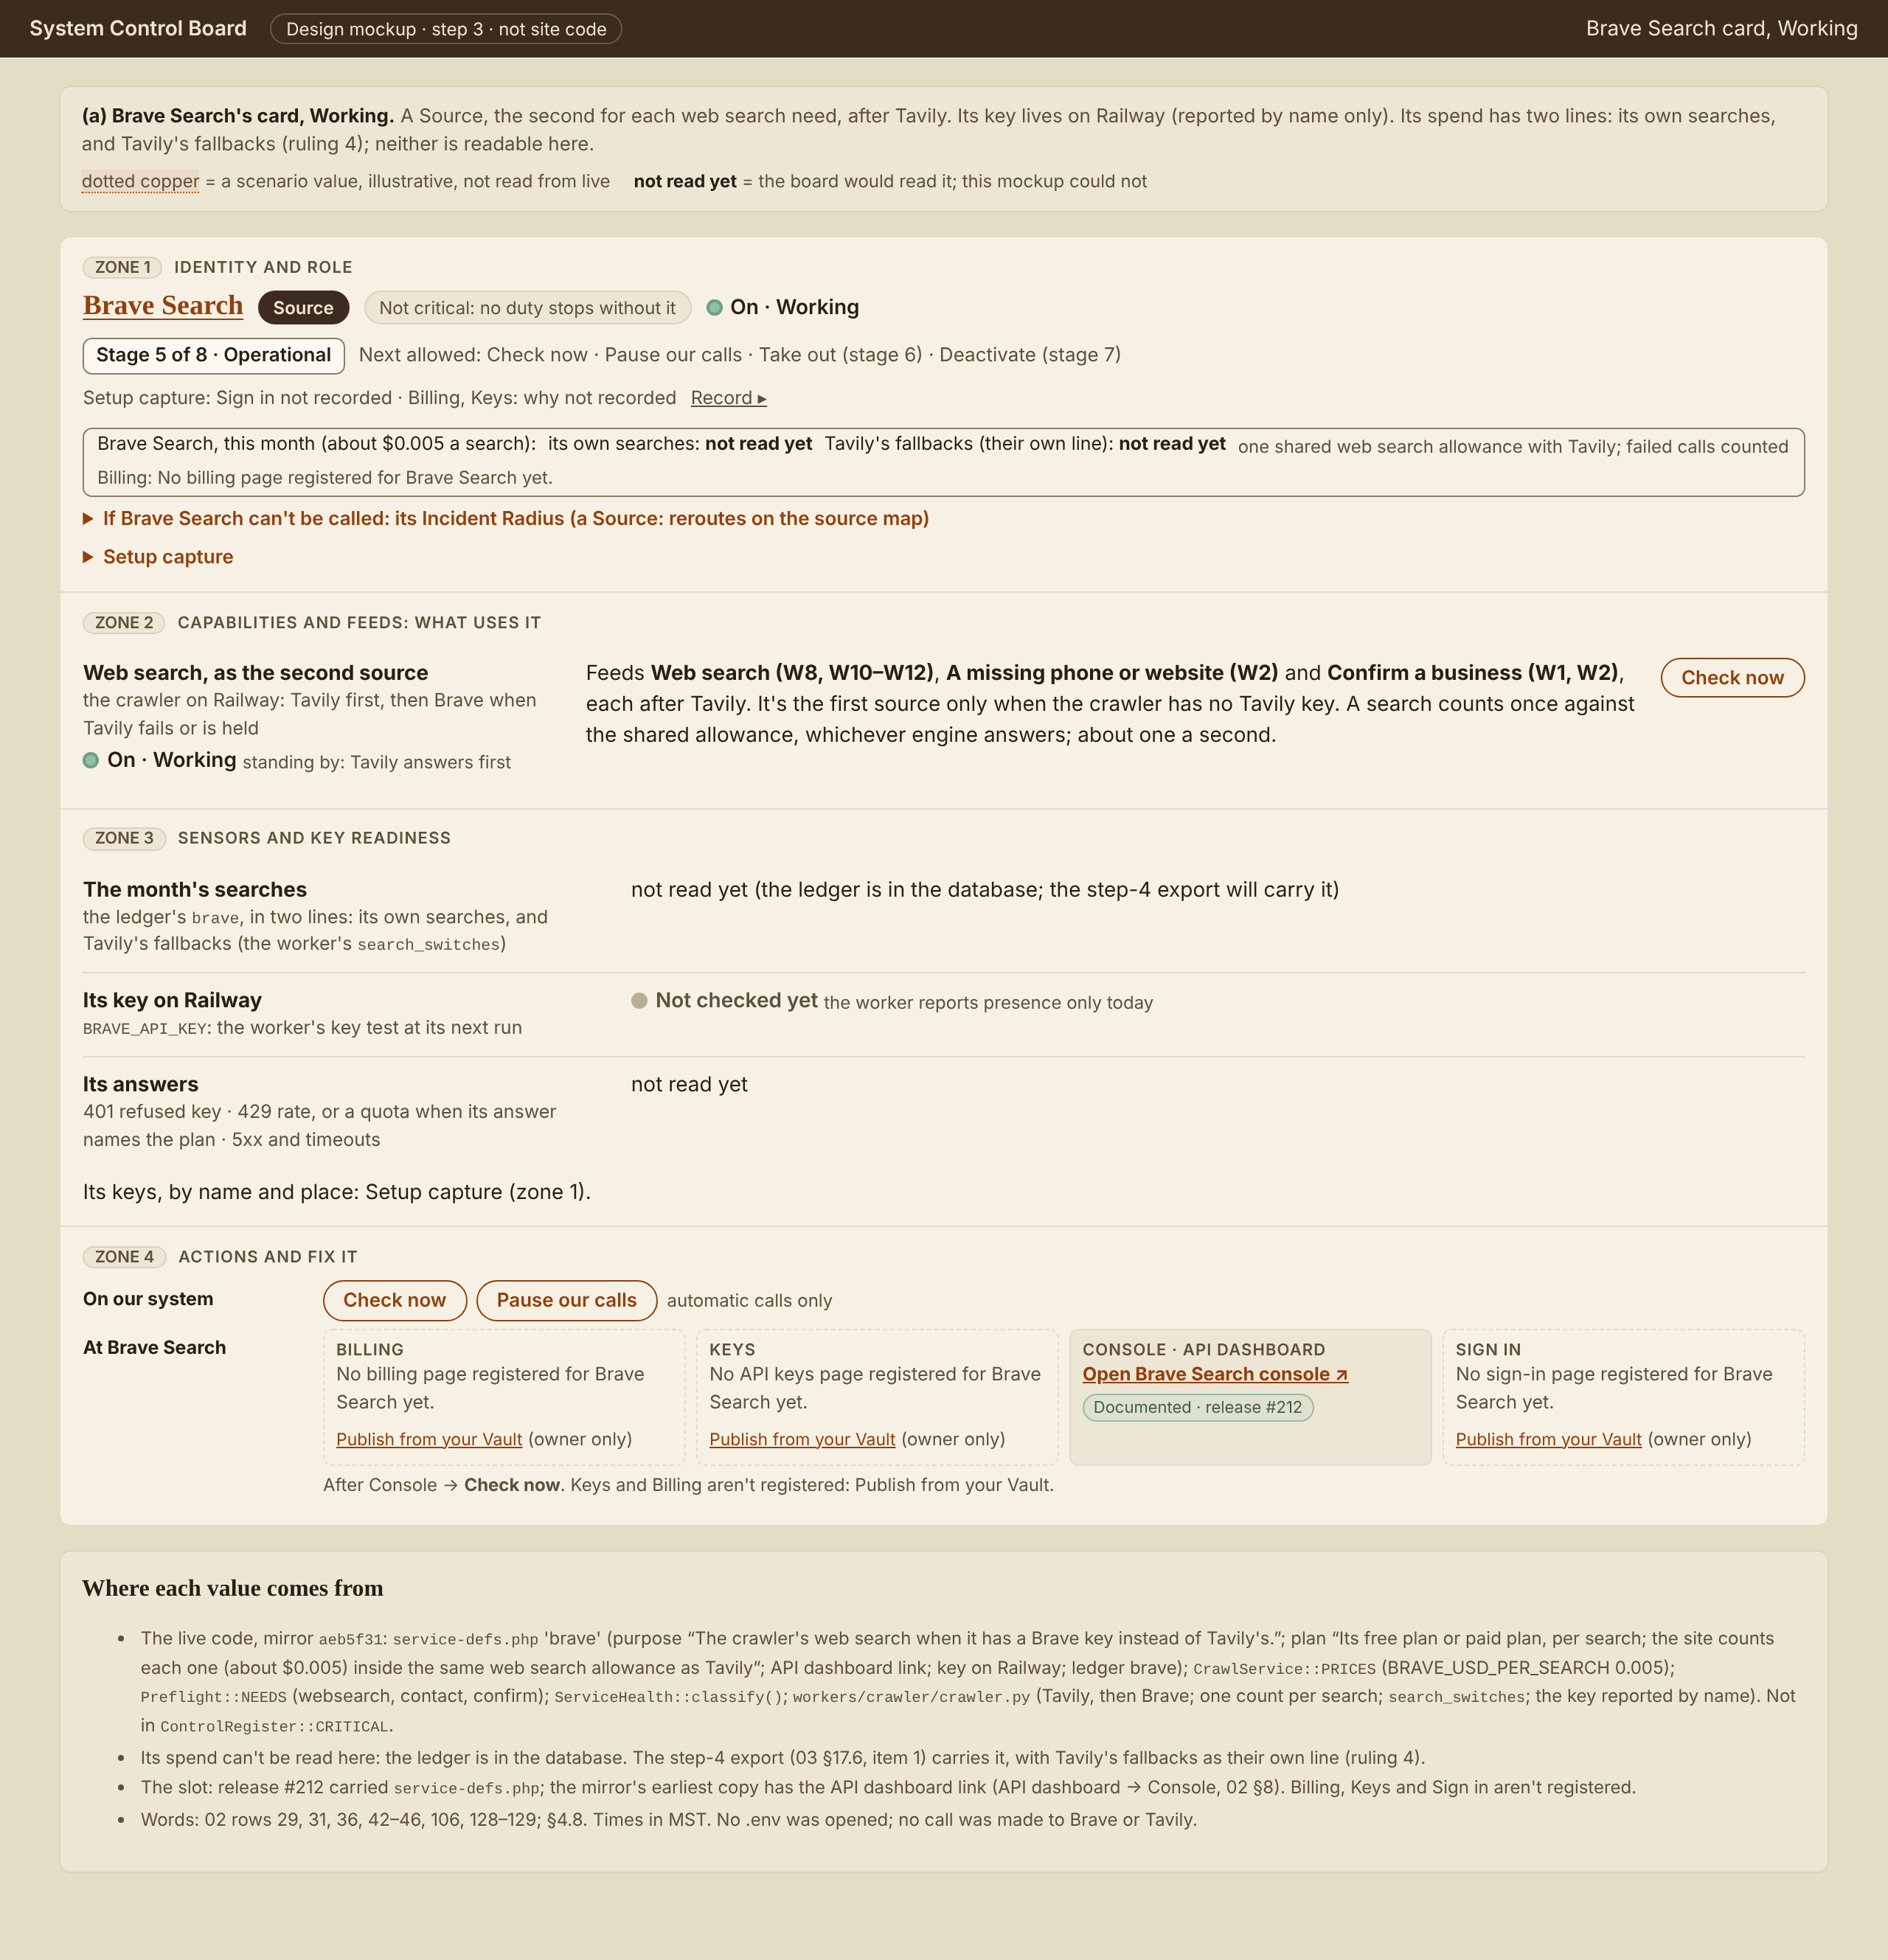 System Control Board
Design mockup · step 3 · not site code
Brave Search card, Working
(a) Brave Search's card, Working. A Source, the second for each web search need, after Tavily. Its key lives on Railway (reported by name only). Its spend has two lines: its own searches,
and Tavily's fallbacks (ruling 4); neither is readable here.
dotted copper = a scenario value, illustrative, not read from live not read yet = the board would read it; this mockup could not
ZONE 1 IDENTITY AND ROLE
Brave Search Source Not critical: no duty stops without it On · Working
Stage 5 of 8 · Operational Next allowed: Check now · Pause our calls · Take out (stage 6) · Deactivate (stage 7)
Setup capture: Sign in not recorded · Billing, Keys: why not recorded Record ▸
Brave Search, this month (about $0.005 a search): its own searches: not read yet Tavily's fallbacks (their own line): not read yet one shared web search allowance with Tavily; failed calls counted
Billing: No billing page registered for Brave Search yet.
▶ If Brave Search can't be called: its Incident Radius (a Source: reroutes on the source map)
▶ Setup capture
ZONE 2 CAPABILITIES AND FEEDS: WHAT USES IT
Web search, as the second source
the crawler on Railway: Tavily first, then Brave when
Tavily fails or is held
On · Working standing by: Tavily answers first
Feeds Web search (W8, W10–W12), A missing phone or website (W2) and Confirm a business (W1, W2),
each after Tavily. It's the first source only when the crawler has no Tavily key. A search counts once against
the shared allowance, whichever engine answers; about one a second.
Check now
ZONE 3 SENSORS AND KEY READINESS
The month's searches
the ledger's brave, in two lines: its own searches, and
Tavily's fallbacks (the worker's search_switches)
not read yet (the ledger is in the database; the step-4 export will carry it)
Its key on Railway
BRAVE_API_KEY: the worker's key test at its next run
Not checked yet the worker reports presence only today
Its answers
401 refused key · 429 rate, or a quota when its answer
names the plan · 5xx and timeouts
not read yet
Its keys, by name and place: Setup capture (zone 1).
ZONE 4 ACTIONS AND FIX IT
On our system
Check now Pause our calls automatic calls only
At Brave Search
BILLING
No billing page registered for Brave
Search yet.
Publish from your Vault (owner only)
KEYS
No API keys page registered for Brave
Search yet.
Publish from your Vault (owner only)
CONSOLE · API DASHBOARD
Open Brave Search console ↗
Documented · release #212
SIGN IN
No sign-in page registered for Brave
Search yet.
Publish from your Vault (owner only)
After Console → Check now. Keys and Billing aren't registered: Publish from your Vault.
Where each value comes from
• The live code, mirror aeb5f31: service-defs.php 'brave' (purpose “The crawler's web search when it has a Brave key instead of Tavily's.”; plan “Its free plan or paid plan, per search; the site counts
each one (about $0.005) inside the same web search allowance as Tavily”; API dashboard link; key on Railway; ledger brave); CrawlService::PRICES (BRAVE_USD_PER_SEARCH 0.005);
Preflight::NEEDS (websearch, contact, confirm); ServiceHealth::classify(); workers/crawler/crawler.py (Tavily, then Brave; one count per search; search_switches; the key reported by name). Not
in ControlRegister::CRITICAL.
• Its spend can't be read here: the ledger is in the database. The step-4 export (03 §17.6, item 1) carries it, with Tavily's fallbacks as their own line (ruling 4).
• The slot: release #212 carried service-defs.php; the mirror's earliest copy has the API dashboard link (API dashboard → Console, 02 §8). Billing, Keys and Sign in aren't registered.
• Words: 02 rows 29, 31, 36, 42–46, 106, 128–129; §4.8. Times in MST. No .env was opened; no call was made to Brave or Tavily.